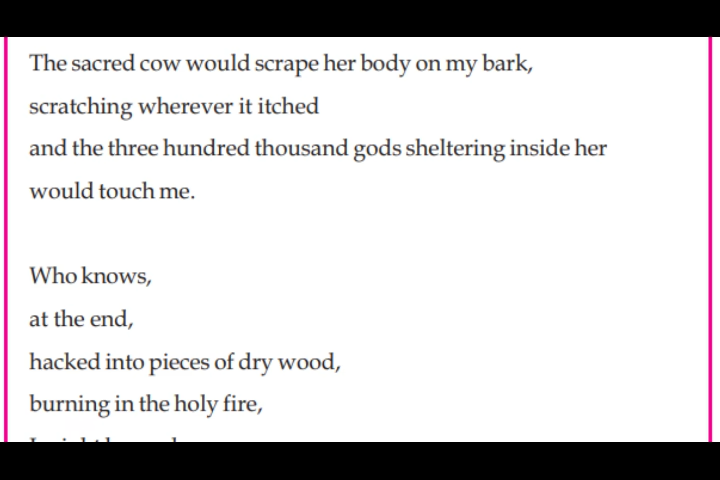 The sacred cow would scrape her body on my bark,
scratching wherever it itched
and the three hundred thousand gods sheltering inside her
would touch me.
Who knows,
at the end,
hacked into pieces of dry wood,
burning in the holy fire,